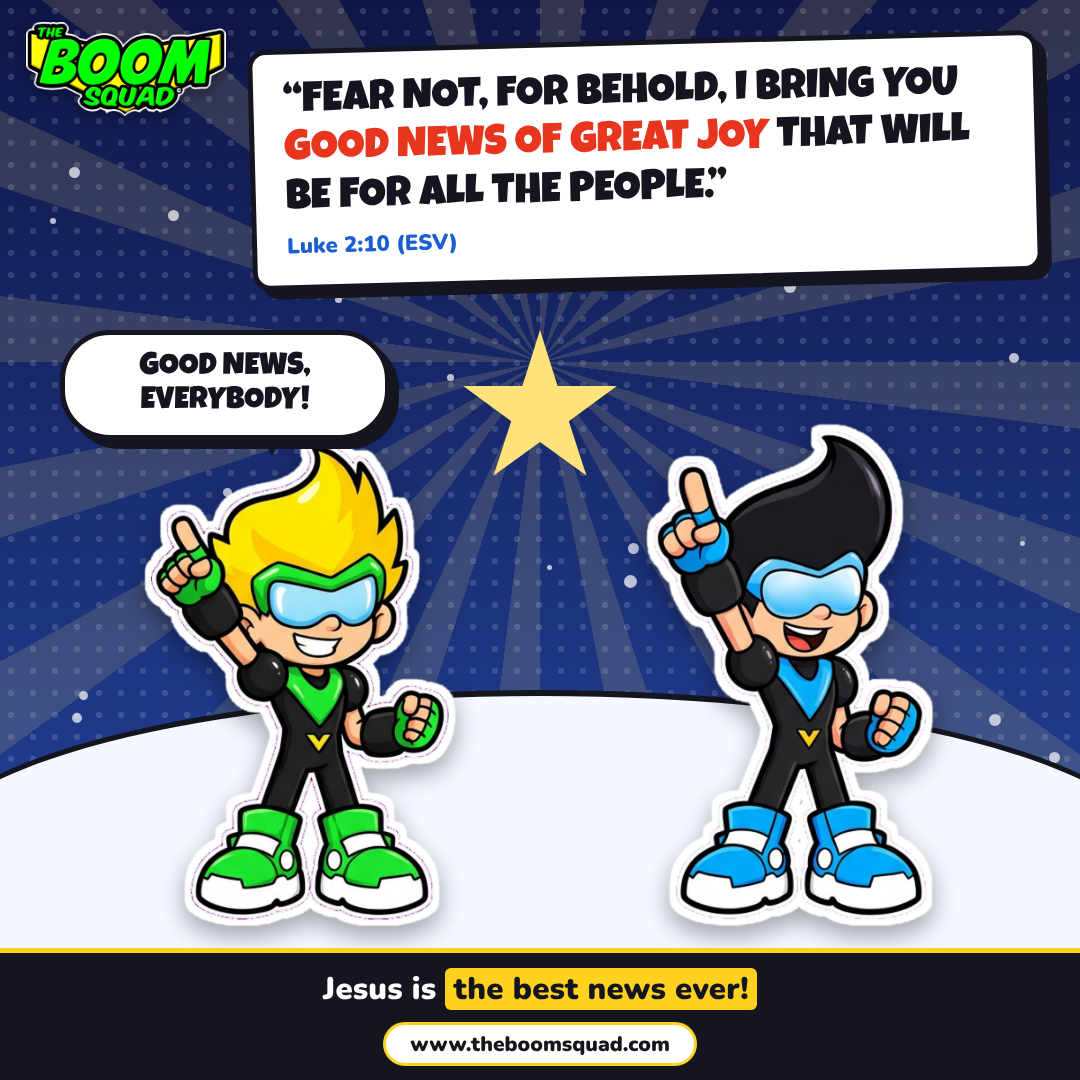 THE
BOOM
SQUAD
“FEAR NOT, FOR BEHOLD, I BRING YOU
GOOD NEWS OF GREAT JOY THAT WILL
BE FOR ALL THE PEOPLE.”
Luke 2:10 (ESV)
GOOD NEWS,
EVERYBODY!
Jesus is the best news ever!
www.theboomsquad.com